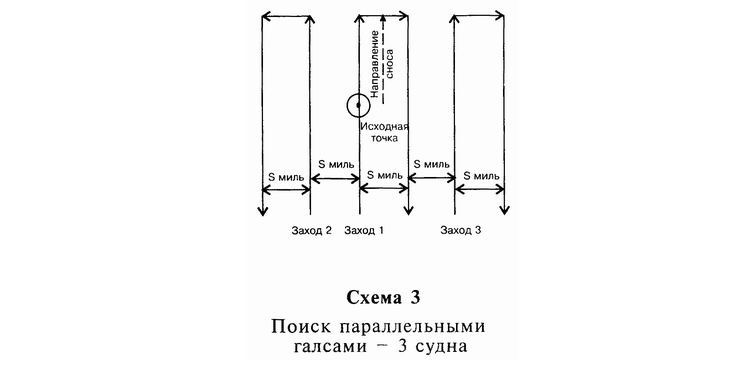 Направление
сноса
Исходная
точка
S миль
S миль
S миль
S миль
S миль
Заход 2
Заход 1
Заход 3
Схема 3
Поиск параллельными
галсами – 3 судна